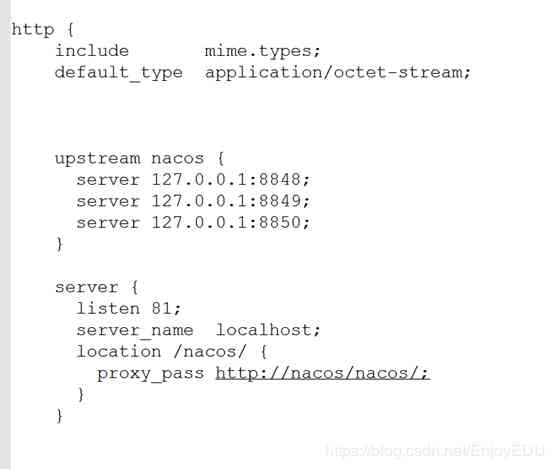 http {
    include       mime.types;
    default_type  application/octet-stream;
    upstream nacos {
      server 127.0.0.1:8848;
      server 127.0.0.1:8849;
      server 127.0.0.1:8850;
    }
    server {
      listen 81;
      server_name  localhost;
      location /nacos/ {
        proxy_pass http://nacos/nacos/;
      }
    }
https://blog.csdn.net/EnjoyEDU